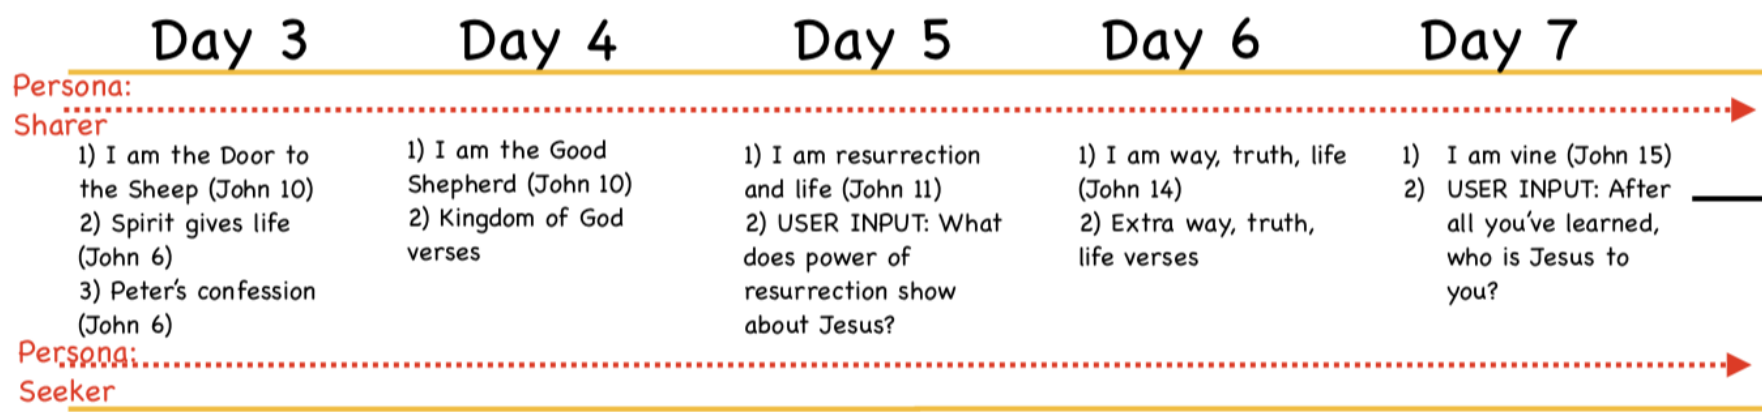 Day 3
Day 4
Day 5
Day 6
Day 7
Persona:
Sharer
1) I am the Door to
the Sheep (John 10)
2) Spirit gives life
(John 6)
3) Peter's confession
(John 6)
1) I am the Good
Shepherd (John 10)
2) Kingdom of God
verses
1) I am resurrection
and life (John 11)
2) USER INPUT: What
does power of
resurrection show
about Jesus?
1) I am way, truth, life
(John 14)
2) Extra way, truth,
life verses
1) I am vine (John 15)
2) USER INPUT: After
all you've learned,
who is Jesus to
you?
Persona:
Seeker